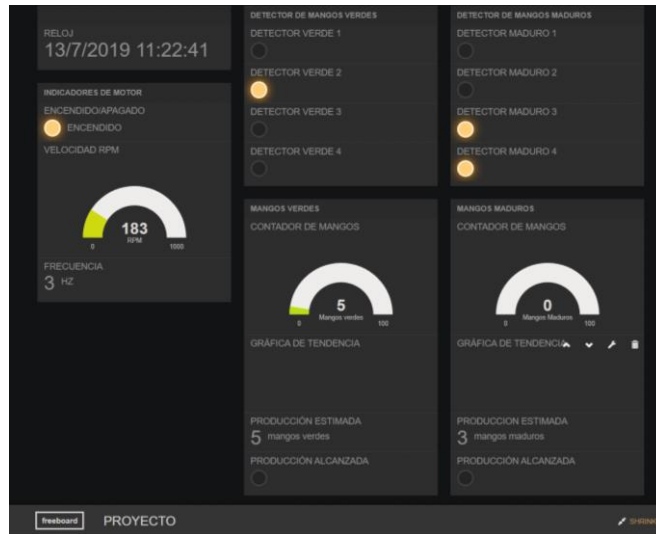 RELOJ
13/7/2019 11:22:41
INDICADORES DE MOTOR
ENCENDIDO/APAGADO
ENCENDIDO
VELOCIDAD RPM
183
RPM
0
1000
FRECUENCIA
3 HZ
DETECTOR DE MANGOS VERDES
DETECTOR VERDE 1
DETECTOR VERDE 2
DETECTOR VERDE 3
DETECTOR VERDE 4
MANGOS VERDES
CONTADOR DE MANGOS
5
Mangos verdes
0
100
GRÁFICA DE TENDENCIA
PRODUCCIÓN ESTIMADA
5 mangos verdes
PRODUCCIÓN ALCANZADA
DETECTOR DE MANGOS MADUROS
DETECTOR MADURO 1
DETECTOR MADURO 2
DETECTOR MADURO 3
DETECTOR MADURO 4
MANGOS MADUROS
CONTADOR DE MANGOS
0
Mangos Maduros
0
100
GRÁFICA DE TENDENCIA
PRODUCCION ESTIMADA
3 mangos maduros
PRODUCCIÓN ALCANZADA
freeboard
PROYECTO
SHRINK